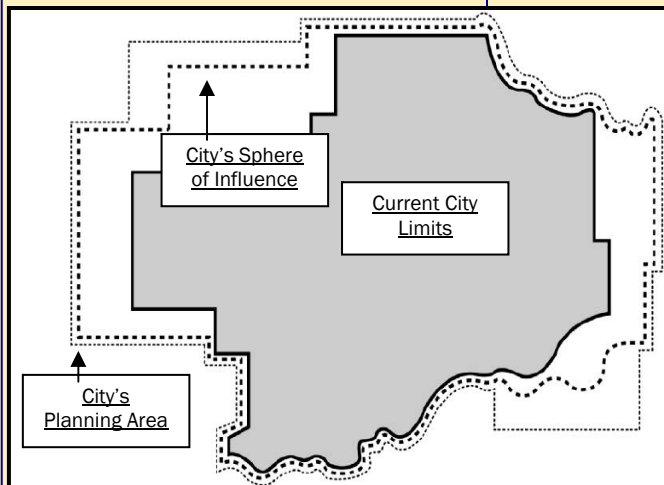 City's Sphere
of Influence
Current City
Limits
City's
Planning Area